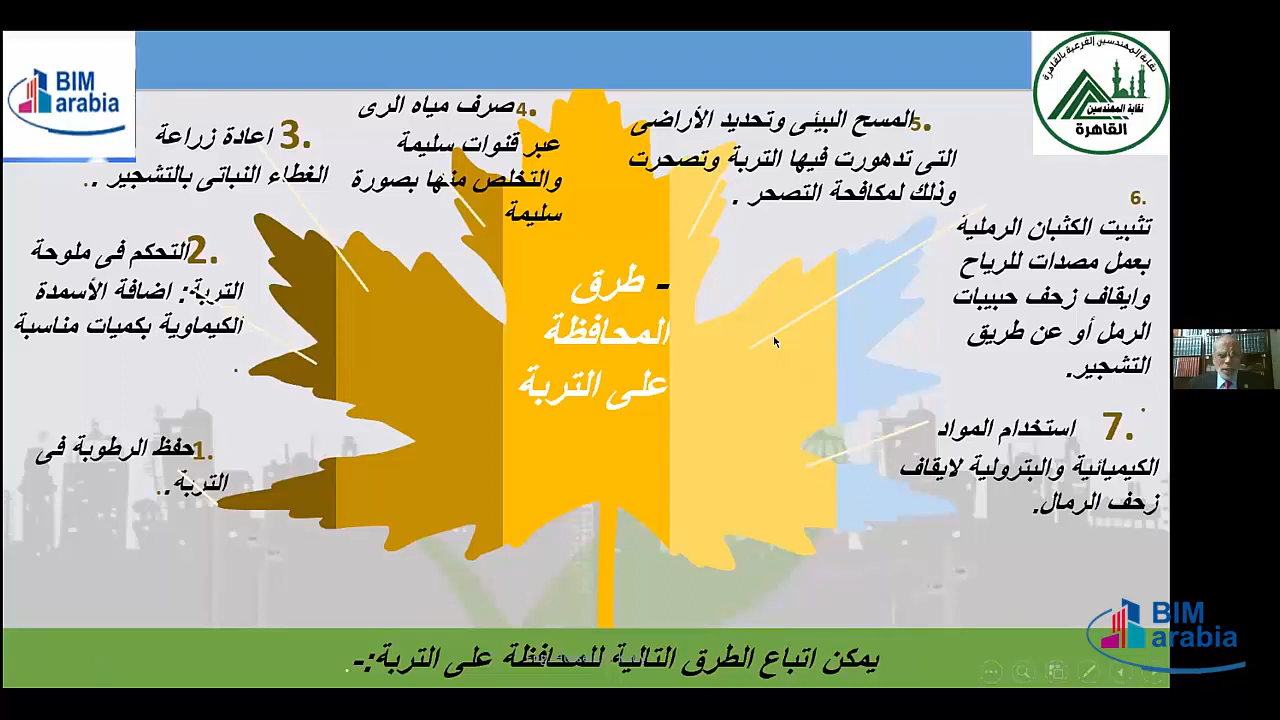 BIM
arabia
نقابة المهندسين الفرعية بالقاهرة
نقابة المهندسين
القاهرة
- طرق
المحافظة
على التربة
1. حفظ الرطوبة فى
التربة .
2. التحكم فى ملوحة
التربة: اضافة الأسمدة
الكيماوية بكميات مناسبة
.
3. اعادة زراعة
الغطاء النباتى بالتشجير .
4. صرف مياه الرى
عبر قنوات سليمة
والتخلص منها بصورة
سليمة
5. المسح البيئى وتحديد الأراضى
التى تدهورت فيها التربة وتصحرت
وذلك لمكافحة التصحر .
6.
تثبيت الكثبان الرملية
بعمل مصدات للرياح
وايقاف زحف حبيبات
الرمل أو عن طريق
التشجير.
7. استخدام المواد
الكيميائية والبترولية لايقاف
زحف الرمال.
يمكن اتباع الطرق التالية للمحافظة على التربة:-
BIM
arabia